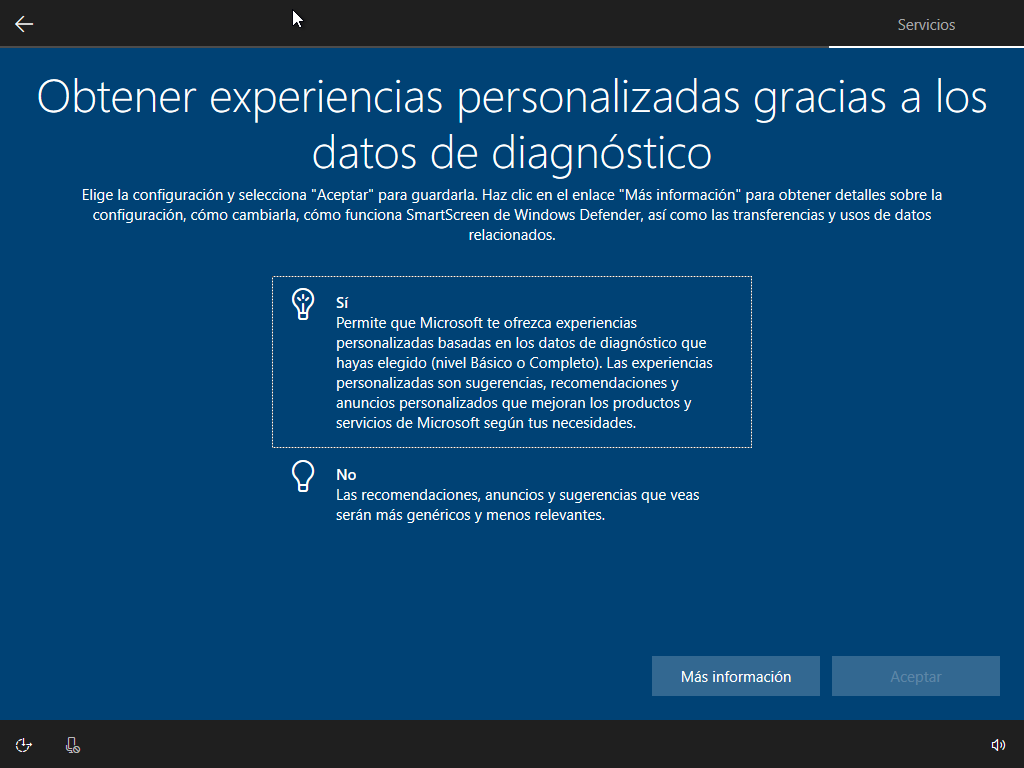 Servicios
Obtener experiencias personalizadas gracias a los
datos de diagnóstico
Elige la configuración y selecciona "Aceptar" para guardarla. Haz clic en el enlace "Más información" para obtener detalles sobre la
configuración, cómo cambiarla, cómo funciona SmartScreen de Windows Defender, así como las transferencias y usos de datos
relacionados.
Sí
Permite que Microsoft te ofrezca experiencias
personalizadas basadas en los datos de diagnóstico que
hayas elegido (nivel Básico o Completo). Las experiencias
personalizadas son sugerencias, recomendaciones y
anuncios personalizados que mejoran los productos y
servicios de Microsoft según tus necesidades.
No
Las recomendaciones, anuncios y sugerencias que veas
serán más genéricos y menos relevantes.
Más información
Aceptar